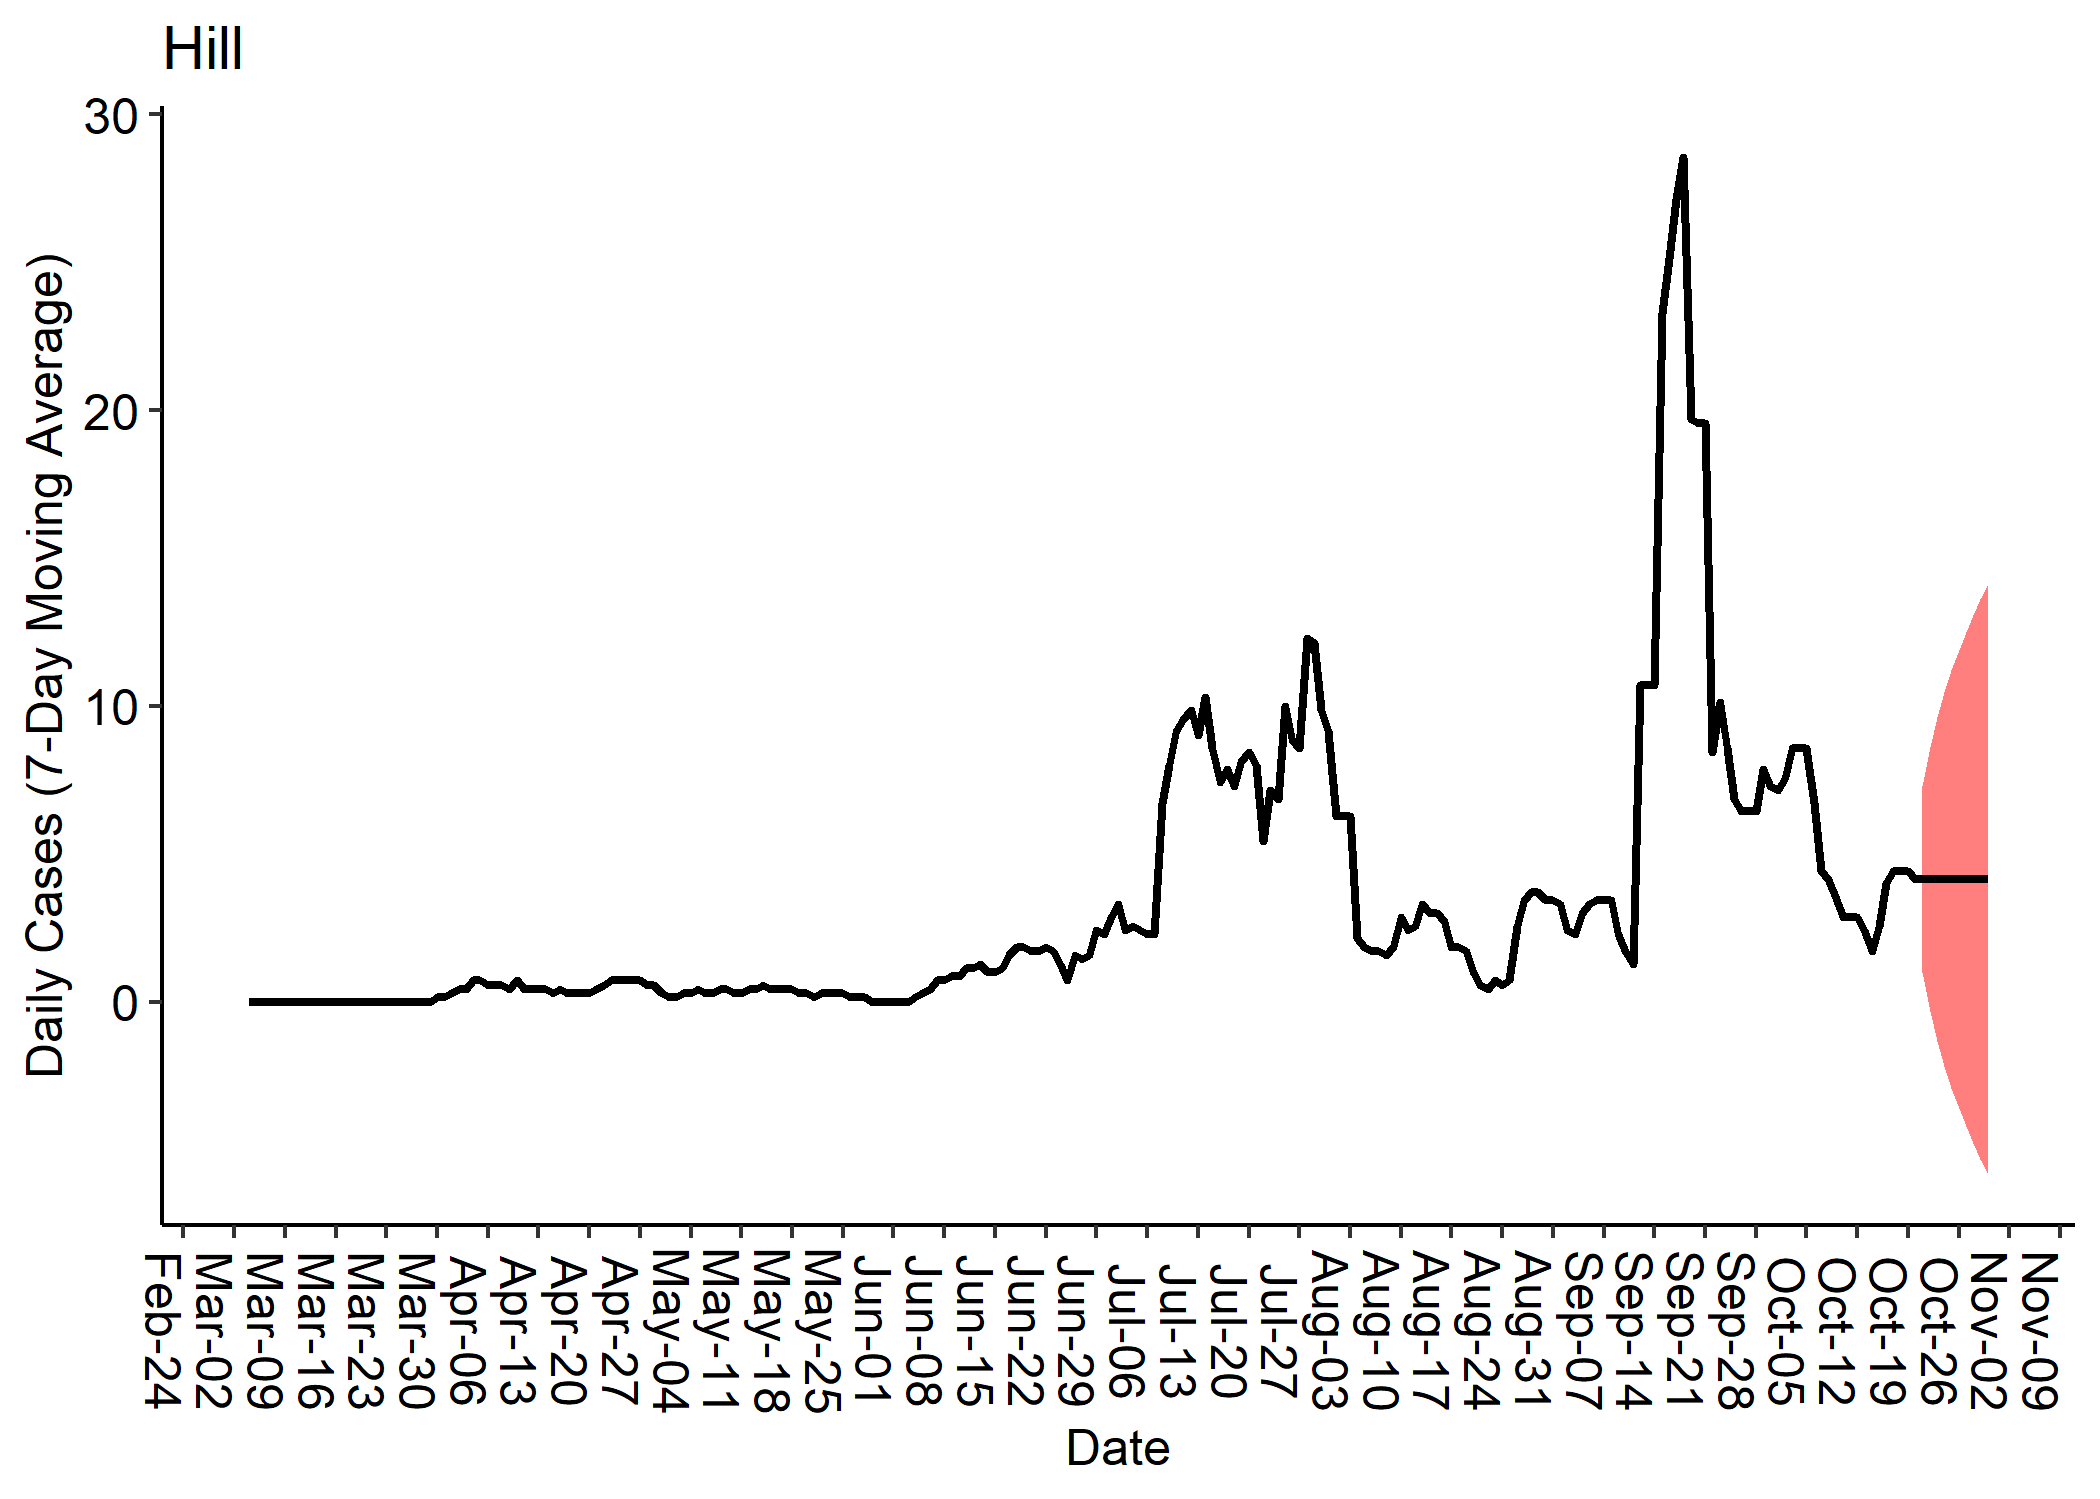 Hill
Daily Cases (7-Day Moving Average)
30
20
10
0
Feb-24
Mar-02
Mar-09
Mar-16
Mar-23
Mar-30
Apr-06
Apr-13
Apr-20
Apr-27
May-04
May-11
May-18
May-25
Jun-01
Jun-08
Jun-15
Jun-22
Jun-29
Jul-06
Jul-13
Jul-20
Jul-27
Aug-03
Aug-10
Aug-17
Aug-24
Aug-31
Sep-07
Sep-14
Sep-21
Sep-28
Oct-05
Oct-12
Oct-19
Oct-26
Nov-02
Nov-09
Date